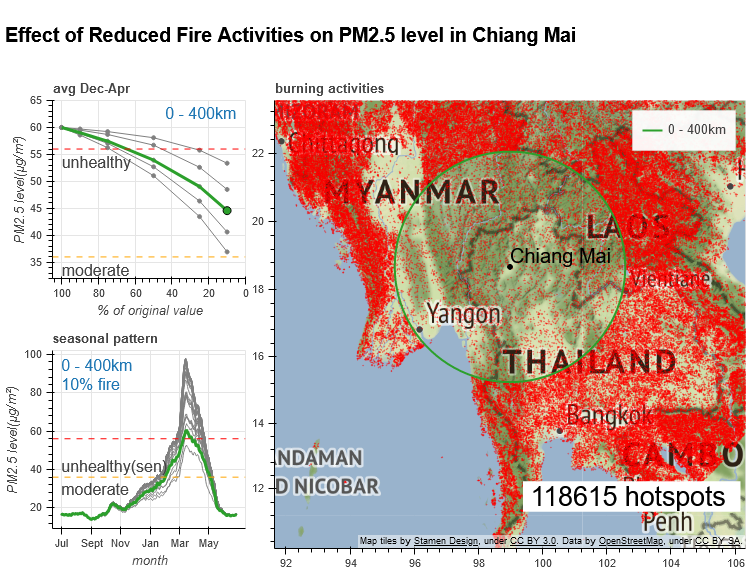 Effect of Reduced Fire Activities on PM2.5 level in Chiang Mai
avg Dec-Apr
PM2.5 level(µg/m³)
65
60
55
50
45
40
35
0 - 400km
unhealthy
moderate
100
80
60
40
20
0
% of original value
seasonal pattern
PM2.5 level(µg/m³)
100
80
60
40
20
0 - 400km
10% fire
unhealthy(sen)
moderate
Jul
Sept
Nov
Jan
Mar
May
month
burning activities
22
20
18
16
14
12
0 - 400km
Chittagong
MYANMAR
LAOS
Chiang Mai
Vientiane
Yangon
THAILAND
Bangkok
CAMBO
NDAMAN
D NICOBAR
118615 hotspots
Penh
Map tiles by Stamen Design, under CC BY 3.0. Data by OpenStreetMap, under CC BY SA.
92
94
96
98
100
102
104
106